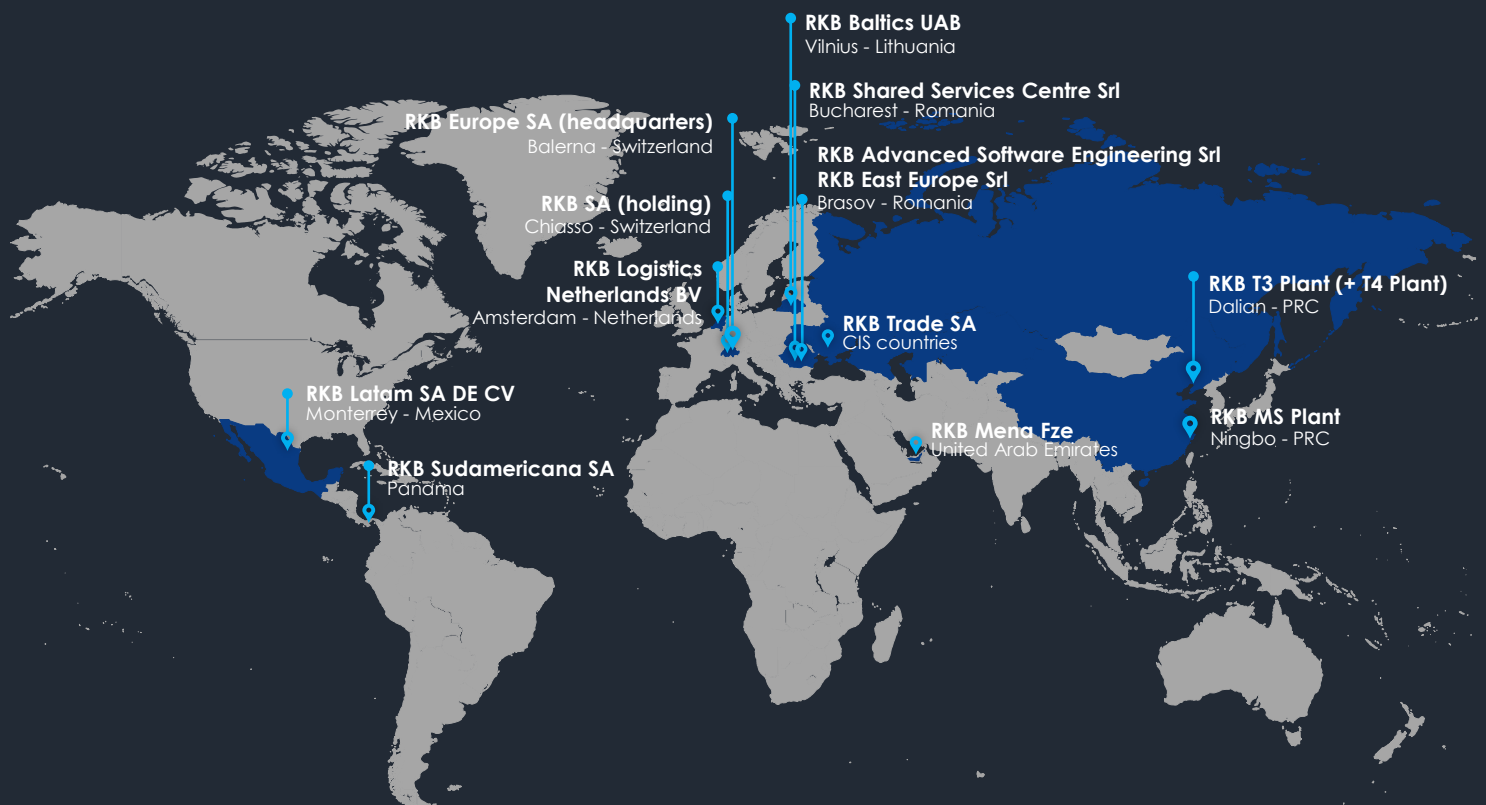 RKB Baltics UAB
Vilnius - Lithuania
RKB Shared Services Centre Srl
Bucharest - Romania
RKB Europe SA (headquarters)
Balerna - Switzerland
RKB Advanced Software Engineering Srl
RKB East Europe Srl
Brasov - Romania
RKB SA (holding)
Chiasso - Switzerland
RKB Logistics
Netherlands BV
Amsterdam - Netherlands
RKB T3 Plant (+ T4 Plant)
Dalian - PRC
RKB Trade SA
CIS countries
RKB Latam SA DE CV
Monterrey - Mexico
RKB MS Plant
Ningbo - PRC
RKB Mena Fze
United Arab Emirates
RKB Sudamericana SA
Panama